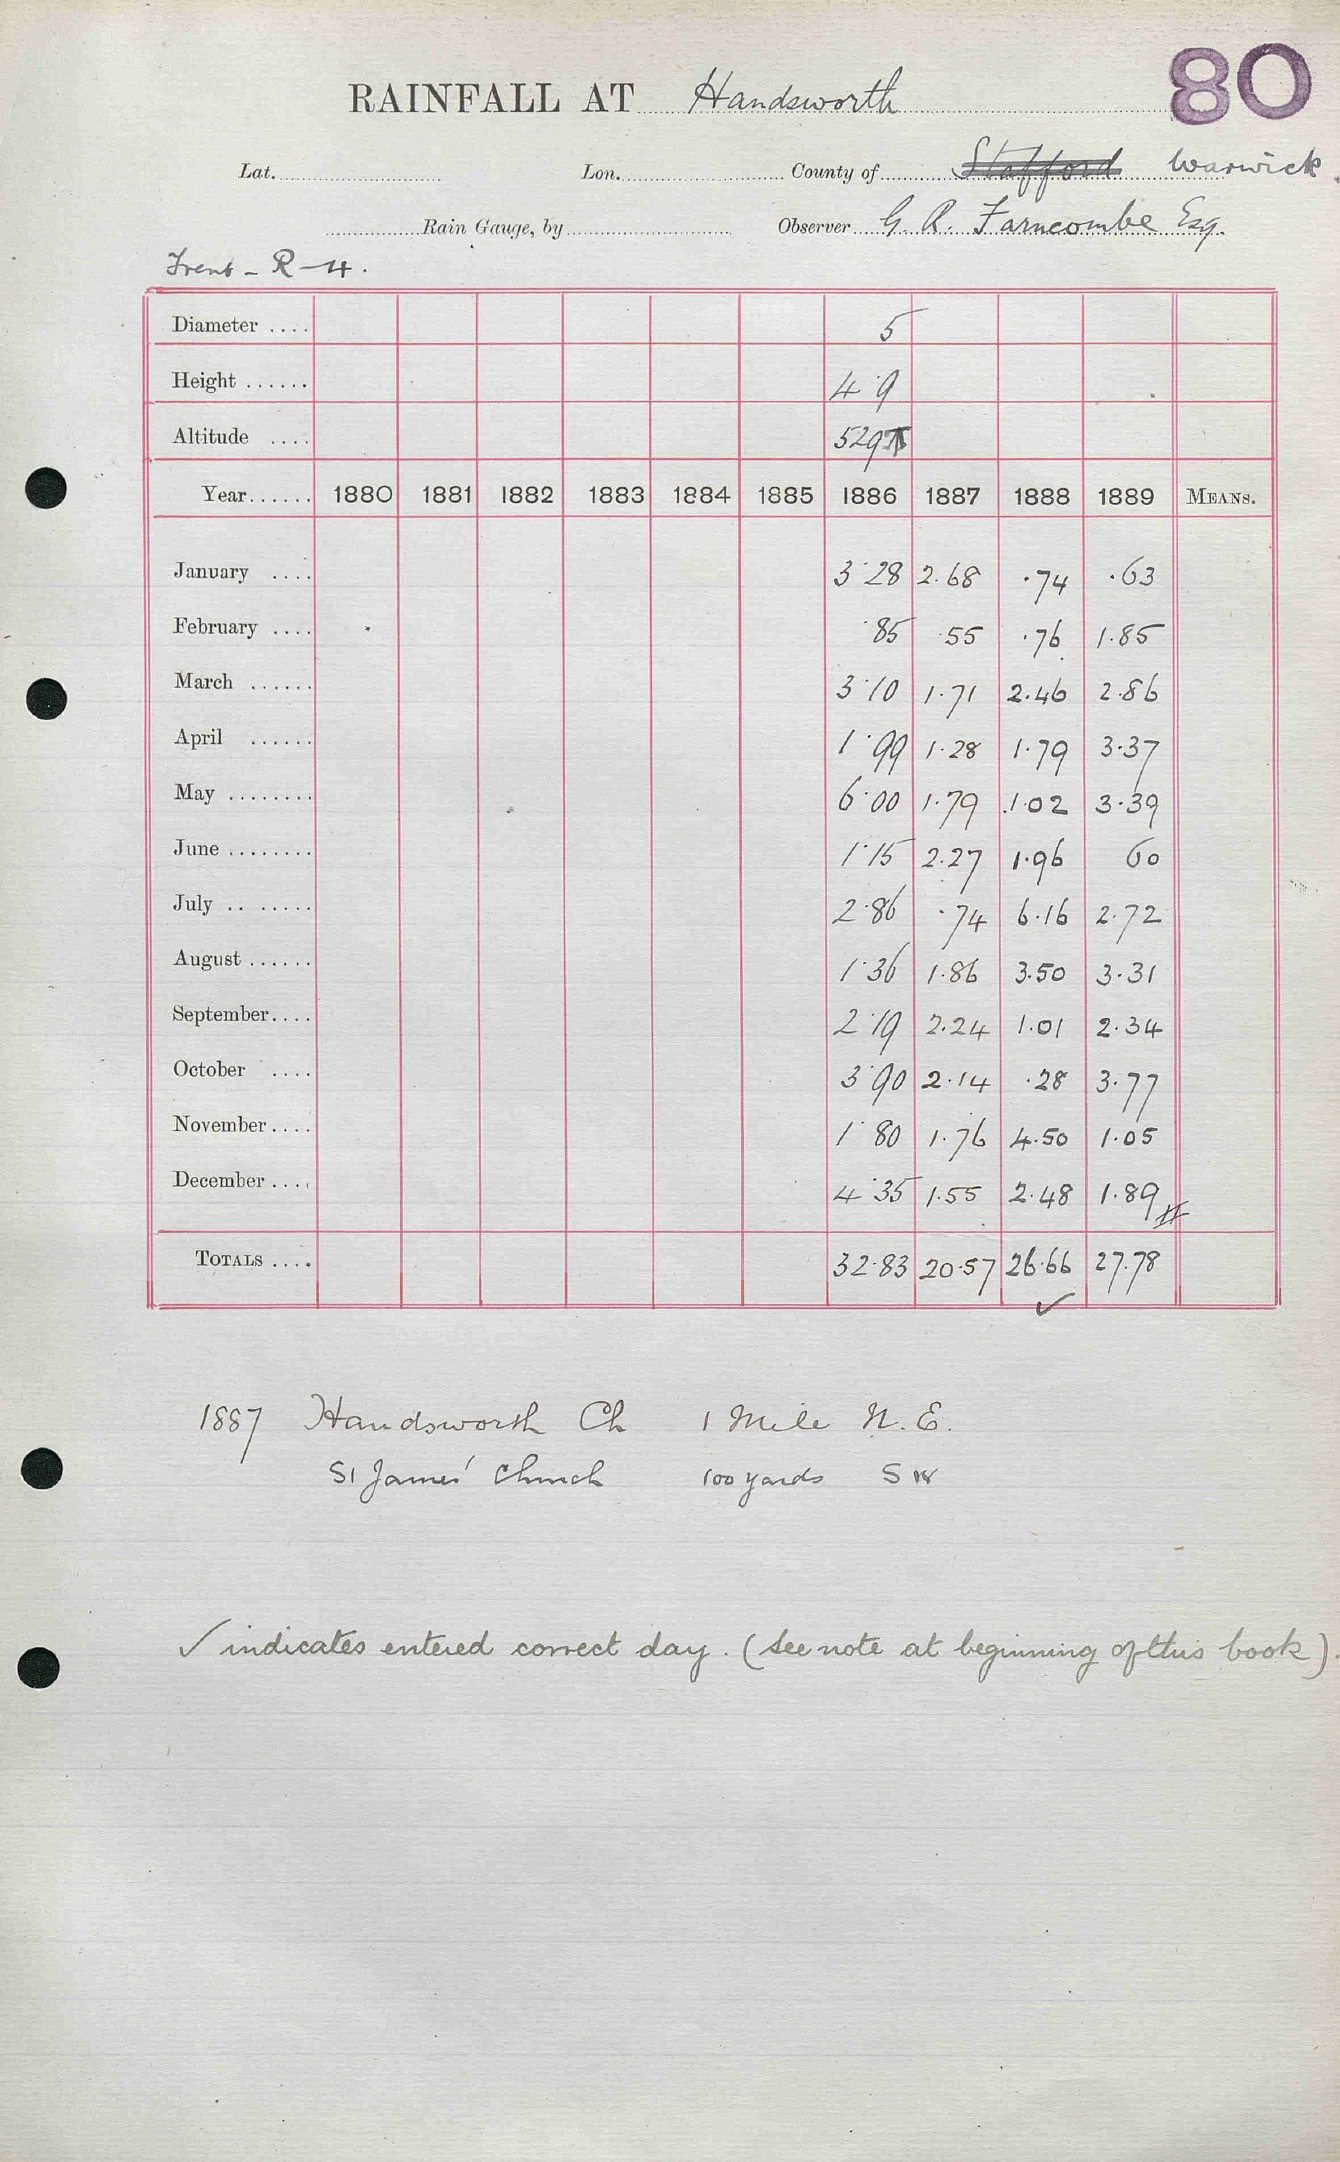 80
RAINFALL AT Handsworth
Lat. Lon. County of Stafford Warwick
Rain Gauge, by Observer G. R. Farncombe Esq.
Trent - R - 4.
Diameter .... 5
Height ...... 4·9
Altitude .... 529 T
Year...... 1880 1881 1882 1883 1884 1885 1886 1887 1888 1889 MEANS.
January .... 3·28 2.68 ·74 ·63
February .... ·85 ·55 ·76 1.85
March ...... 3·10 1·71 2.46 2.86
April ...... 1·99 1·28 1·79 3·37
May ........ 6·00 1·79 1·02 3·39
June ........ 1·15 2.27 1·96 60
July .. ...... 2·86 ·74 6·16 2·72
August ...... 1·36 1·86 3.50 3·31
September.... 2·19 2.24 1·01 2·34
October .... 3·90 2·14 ·28 3·77
November.... 1·80 1·76 4·50 1·05
December .... 4·35 1·55 2·48 1·89
TOTALS .... 32·83 20·57 26·66 27·78
✓
1887 Handsworth Ch 1 Mile N. E.
St James' Church 100 yards SW
✓ indicates entered correct day. (See note at beginning of this book).